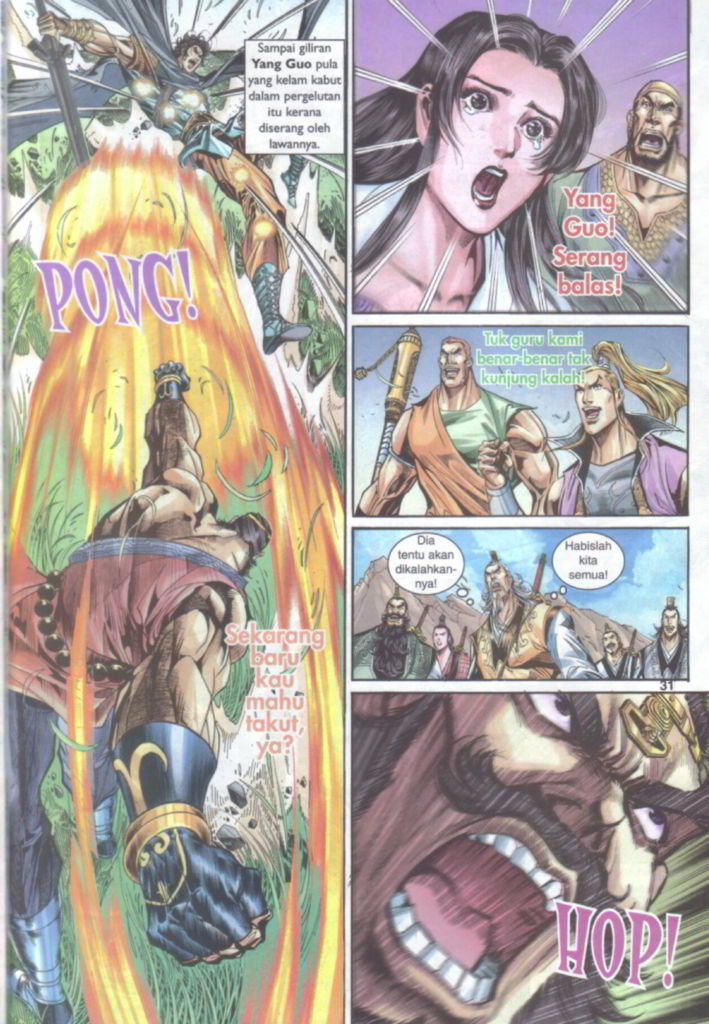 Sampai giliran
Yang Guo pula
yang kelam kabut
dalam pergelutan
itu kerana
diserang oleh
lawannya.
PONG!
Sekarang
baru
kau
mahu
takut,
ya?
Yang
Guo!
Serang
balas!
Tuk guru kami
benar-benar tak
kunjung kalah!
Dia
tentu akan
dikalahkan-
nya!
Habislah
kita
semua!
31
HOP!